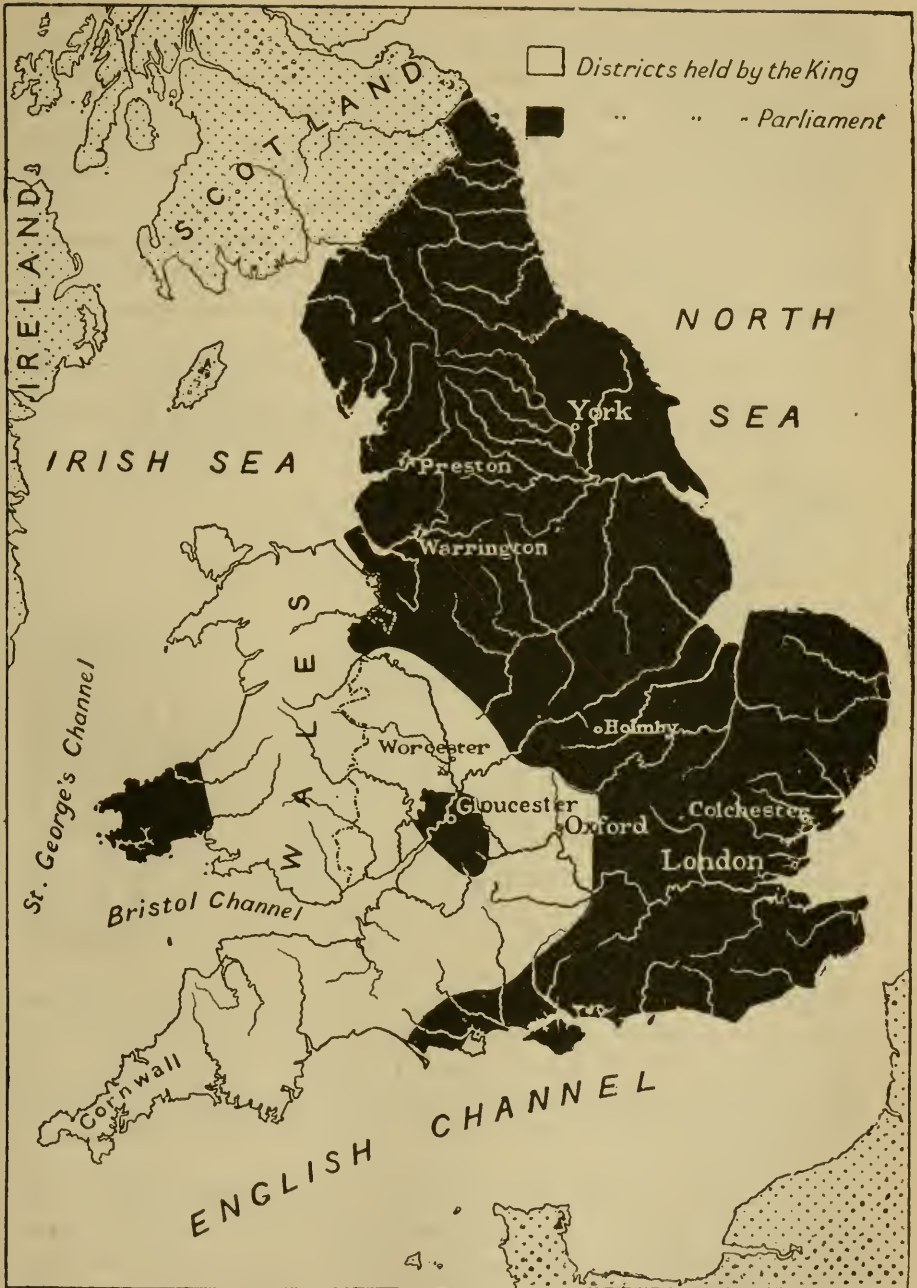 Districts held by the King
" " " Parliament
SCOTLAND
IRELAND
NORTH
SEA
York
IRISH SEA
Preston
Warrington
WALES
St. George's Channel
Holmby
Worcester
Gloucester
Colchester
Oxford
London
Bristol Channel
Cornwall
ENGLISH CHANNEL